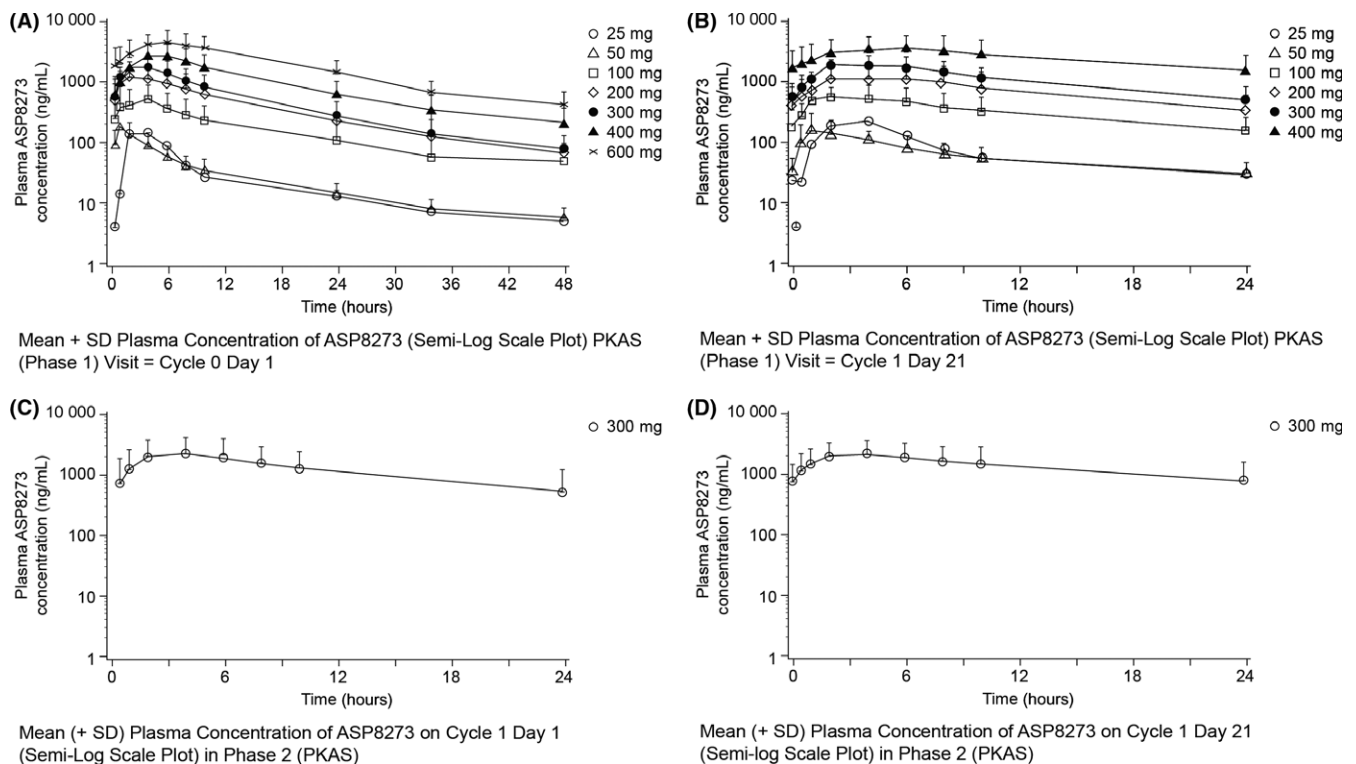 (A)
10 000
1000
100
10
1
Plasma ASP8273
concentration (ng/mL)
0 6 12 18 24 30 36 42 48
Time (hours)
25 mg
50 mg
100 mg
200 mg
300 mg
400 mg
600 mg
Mean + SD Plasma Concentration of ASP8273 (Semi-Log Scale Plot) PKAS
(Phase 1) Visit = Cycle 0 Day 1
(B)
10 000
1000
100
10
1
Plasma ASP8273
concentration (ng/mL)
0 6 12 18 24
Time (hours)
25 mg
50 mg
100 mg
200 mg
300 mg
400 mg
Mean + SD Plasma Concentration of ASP8273 (Semi-Log Scale Plot) PKAS
(Phase 1) Visit = Cycle 1 Day 21
(C)
10 000
1000
100
10
1
Plasma ASP8273
concentration (ng/mL)
0 6 12 18 24
Time (hours)
300 mg
Mean (+ SD) Plasma Concentration of ASP8273 on Cycle 1 Day 1
(Semi-Log Scale Plot) in Phase 2 (PKAS)
(D)
10 000
1000
100
10
1
Plasma ASP8273
concentration (ng/mL)
0 6 12 18 24
Time (hours)
300 mg
Mean (+ SD) Plasma Concentration of ASP8273 on Cycle 1 Day 21
(Semi-log Scale Plot) in Phase 2 (PKAS)